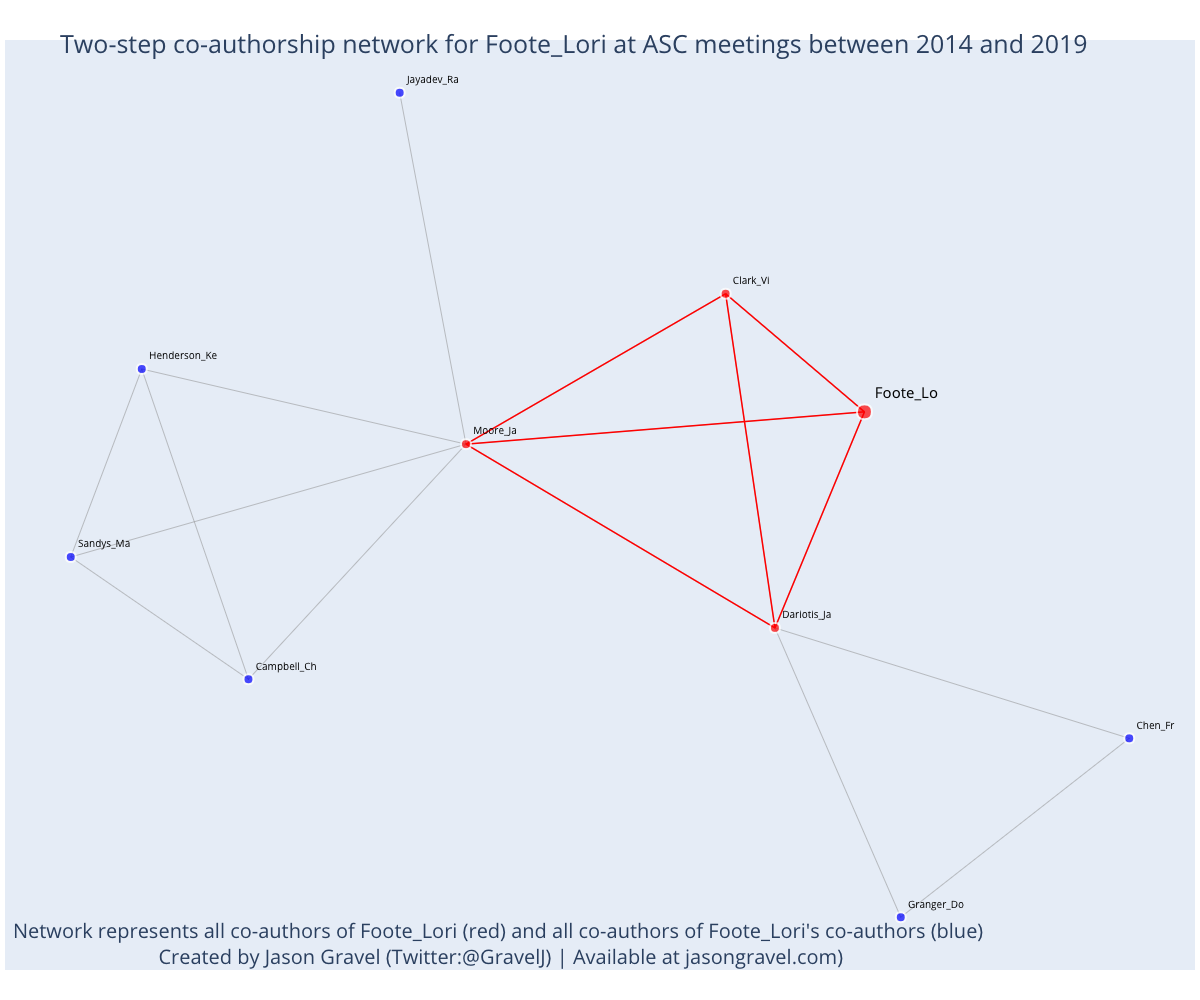 Two-step co-authorship network for Foote_Lori at ASC meetings between 2014 and 2019
Jayadev_Ra
Clark_Vi
Henderson_Ke
Foote_Lo
Moore_Ja
Sandys_Ma
Dariotis_Ja
Campbell_Ch
Chen_Fr
Granger_Do
Network represents all co-authors of Foote_Lori (red) and all co-authors of Foote_Lori's co-authors (blue)
Created by Jason Gravel (Twitter:@GravelJ) | Available at jasongravel.com)